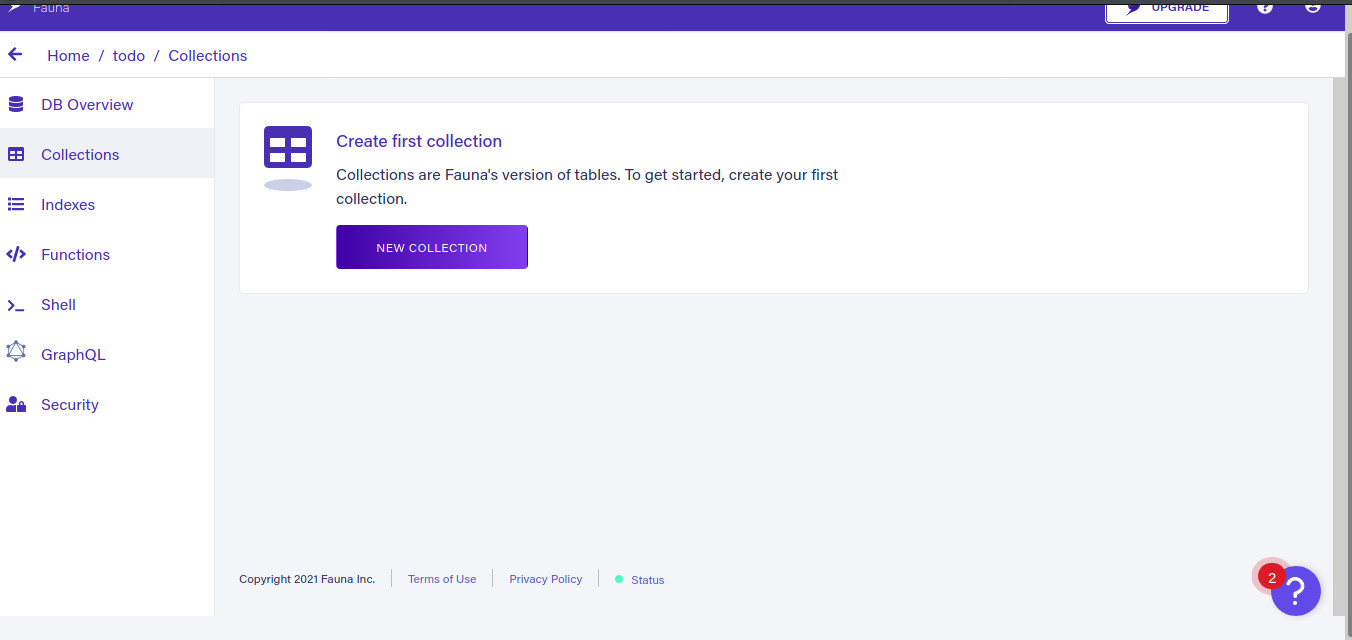 Fauna
UPGRADE
?
Home / todo / Collections
DB Overview
Collections
Indexes
Functions
Shell
GraphQL
Security
Create first collection
Collections are Fauna's version of tables. To get started, create your first
collection.
NEW COLLECTION
Copyright 2021 Fauna Inc.
Terms of Use
Privacy Policy
Status
2
?